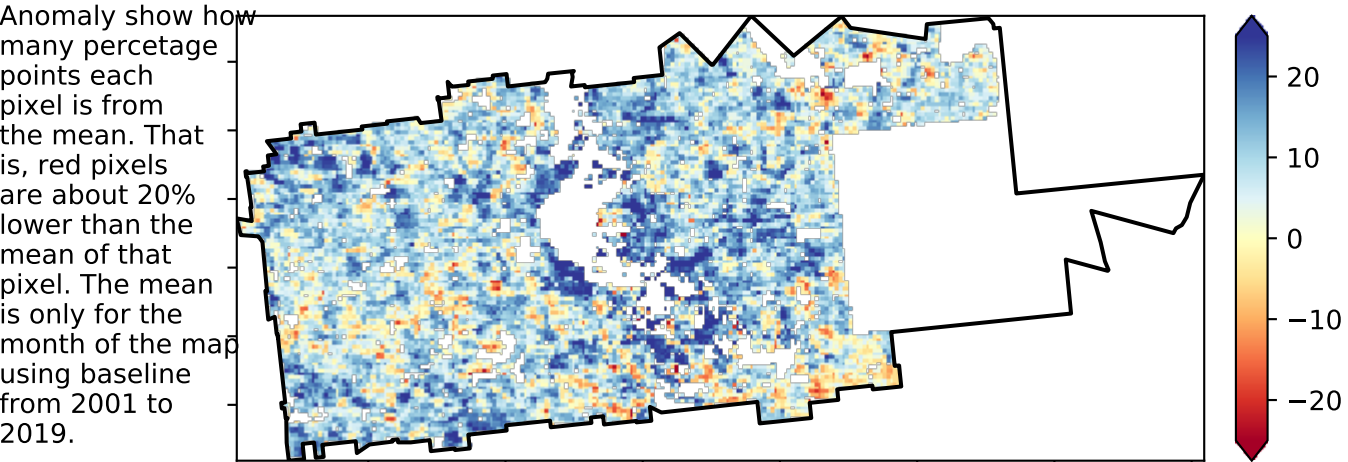 Anomaly show how
many percetage
points each
pixel is from
the mean. That
is, red pixels
are about 20%
lower than the
mean of that
pixel. The mean
is only for the
month of the map
using baseline
from 2001 to
2019.
20
10
0
−10
−20